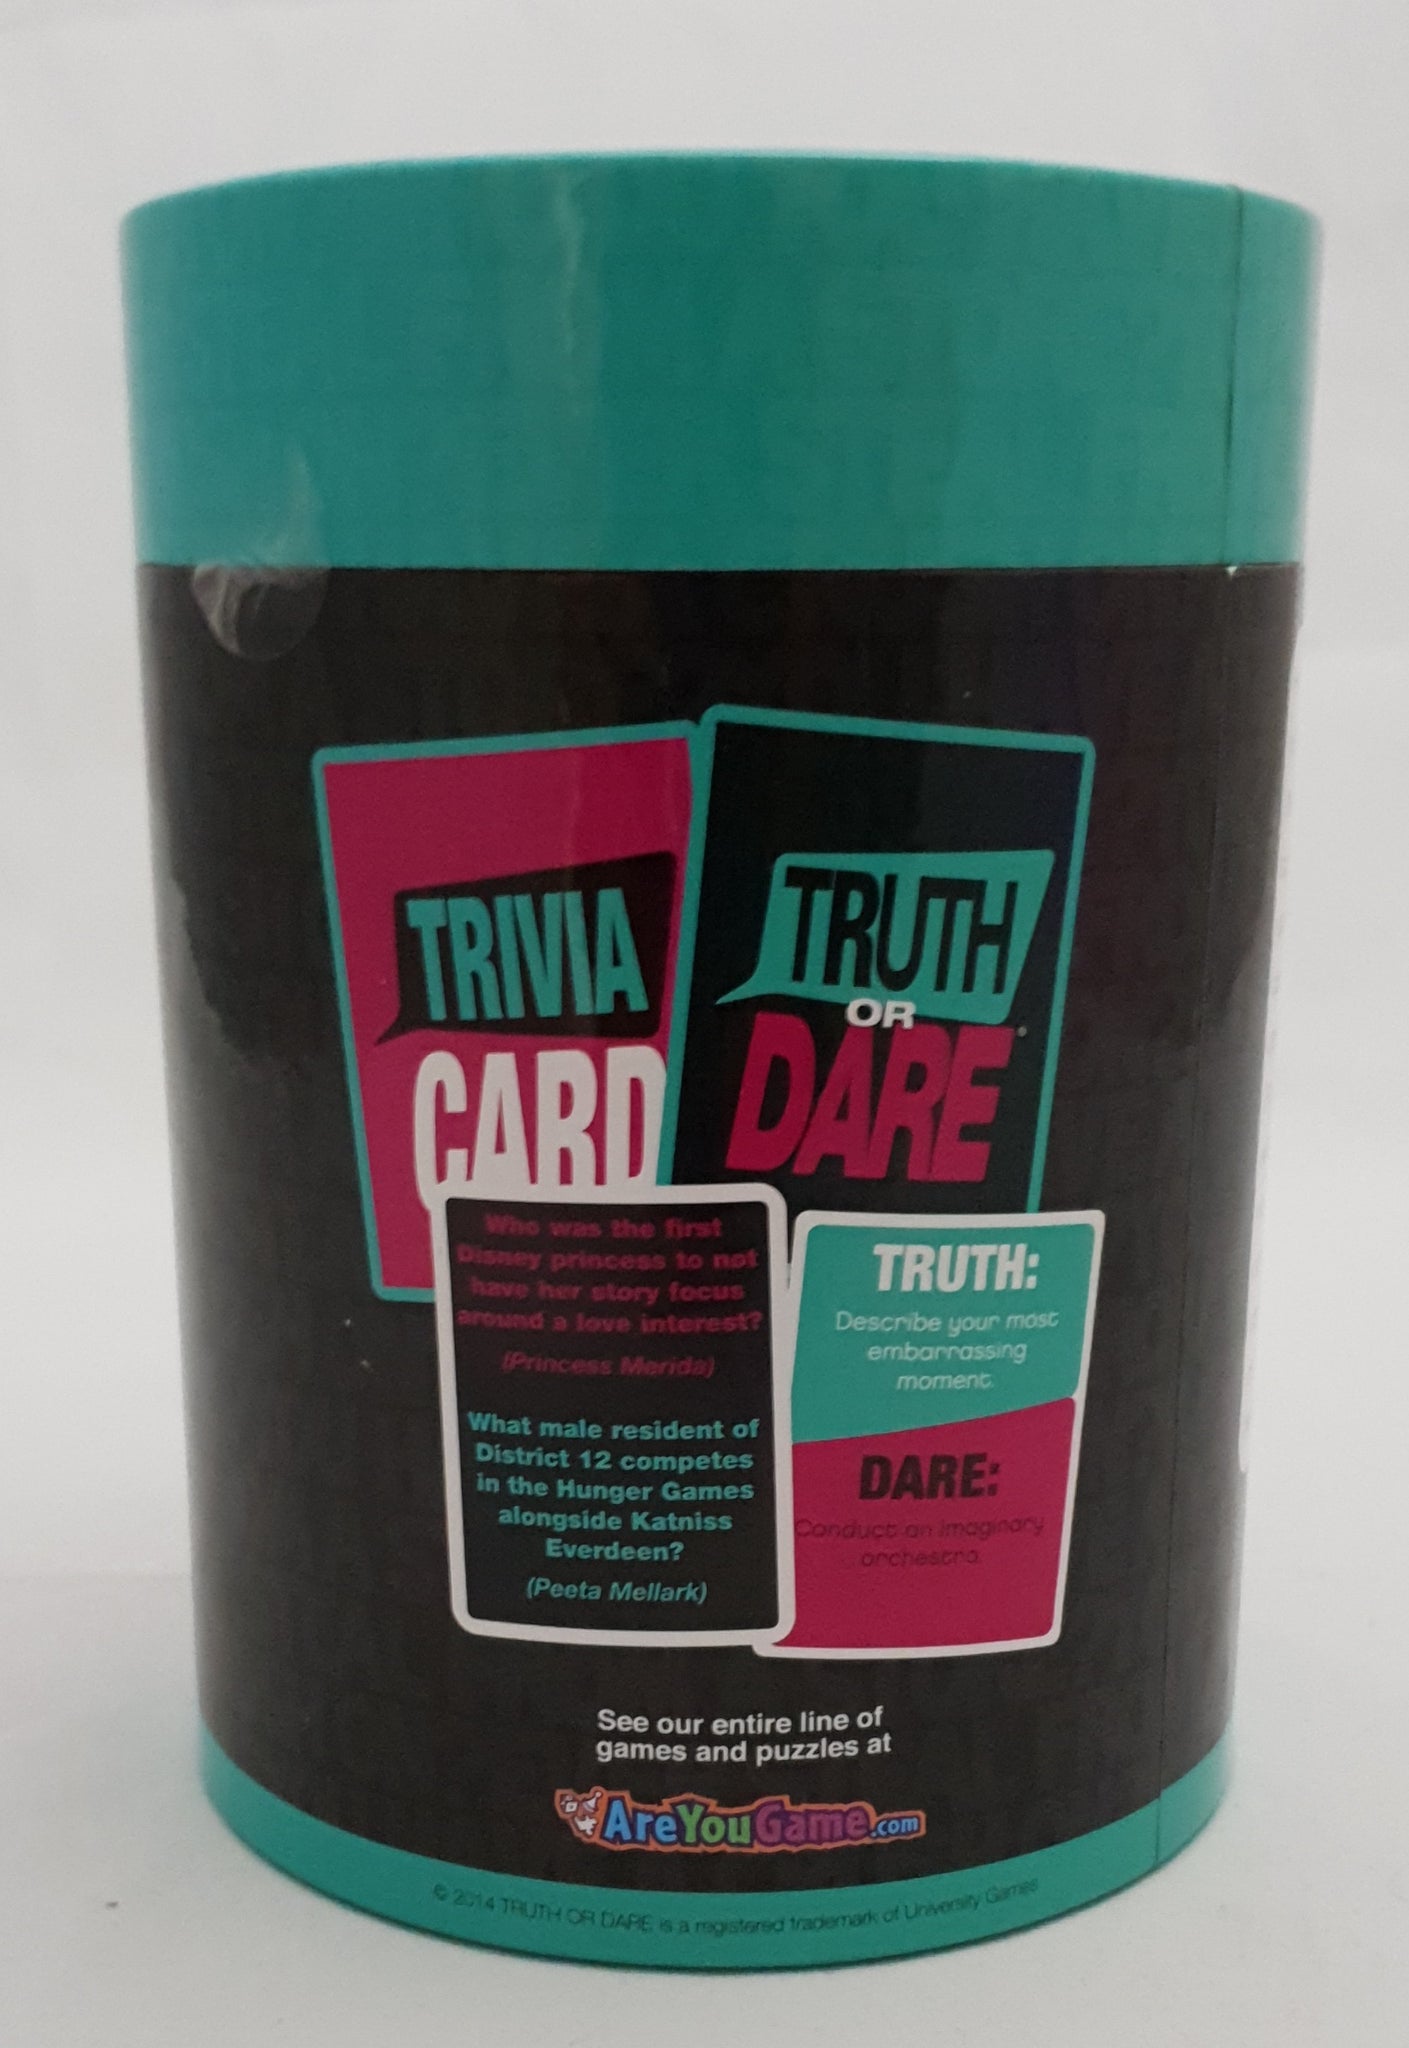 TRIVIA
CARD
TRUTH
OR
DARE
Who was the first
Disney princess to not
have her story focus
around a love interest?
(Princess Merida)
What male resident of
District 12 competes
in the Hunger Games
alongside Katniss
Everdeen?
(Peeta Mellark)
TRUTH:
Describe your most
embarrassing
moment.
DARE:
Conduct an imaginary
orchestra.
See our entire line of
games and puzzles at
AreYouGame.com
© 2014 TRUTH OR DARE is a registered trademark of University Games